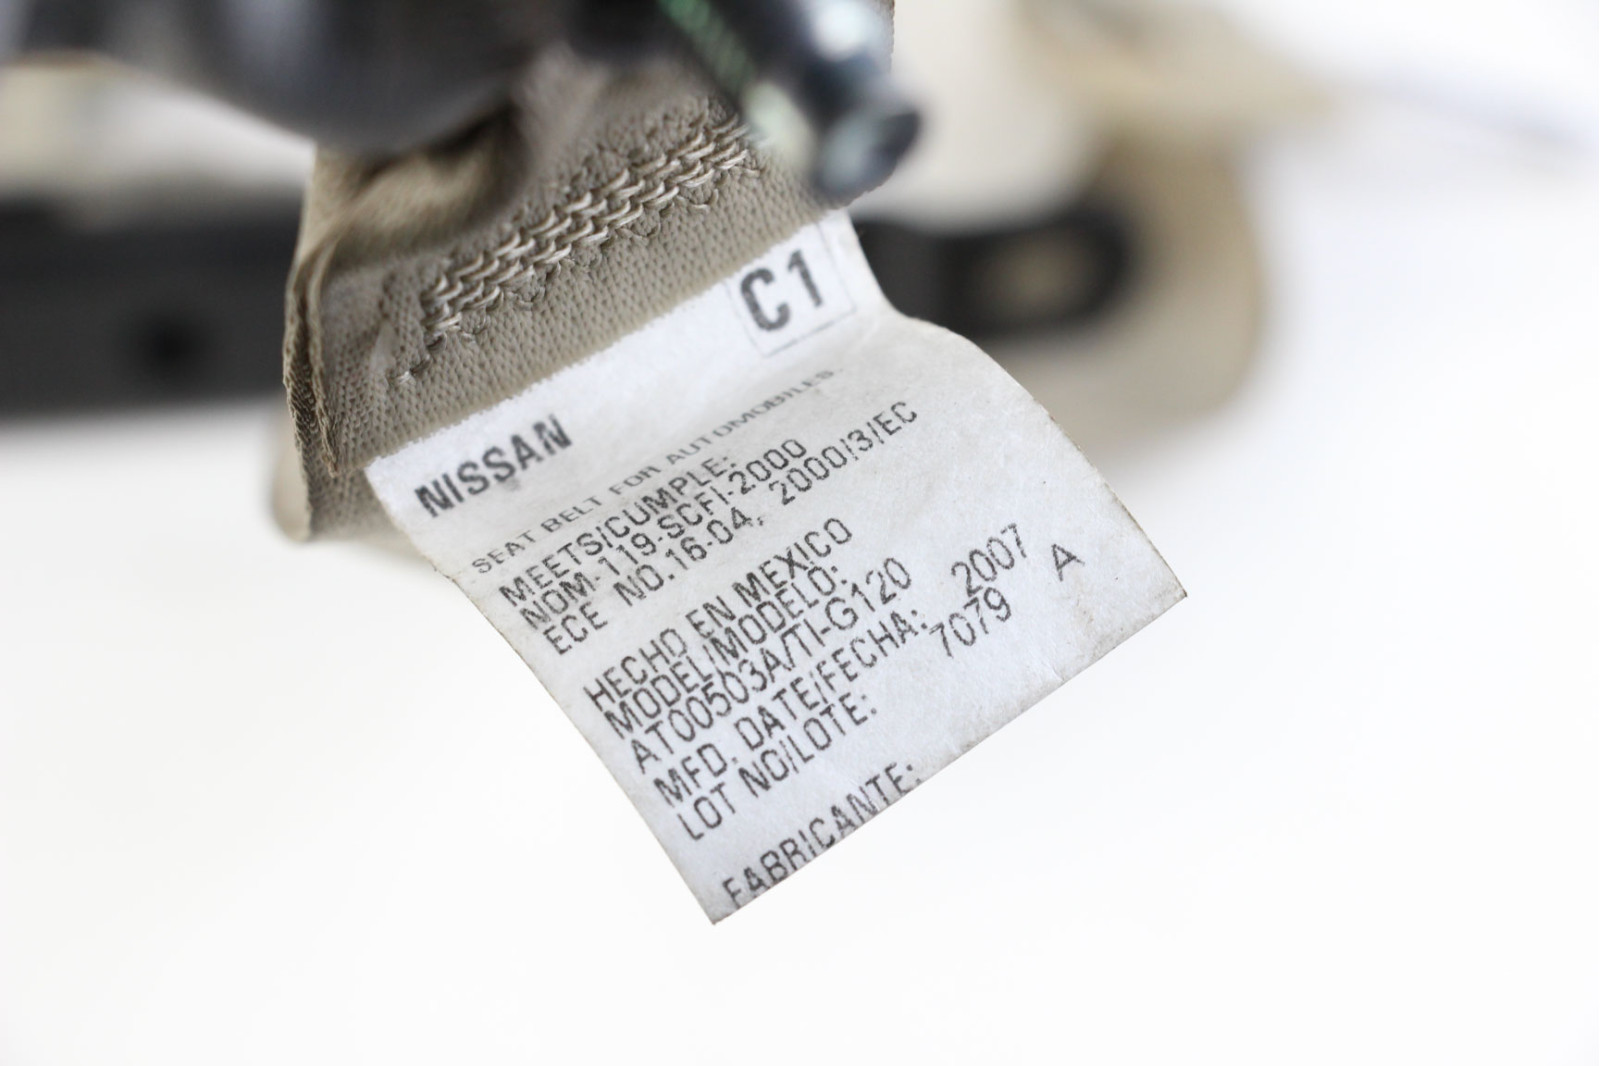 C1
NISSAN
SEAT BELT FOR AUTOMOBILES
MEETS/CUMPLE:
NOM-119-SCFI-2000
ECE NO.16-04, 2000/3/EC
HECHO EN MEXICO
MODEL/MODELO:
AT00503A/TI-G120
MFD. DATE/FECHA: 2007
LOT NO/LOTE: 7079 A
FABRICANTE: